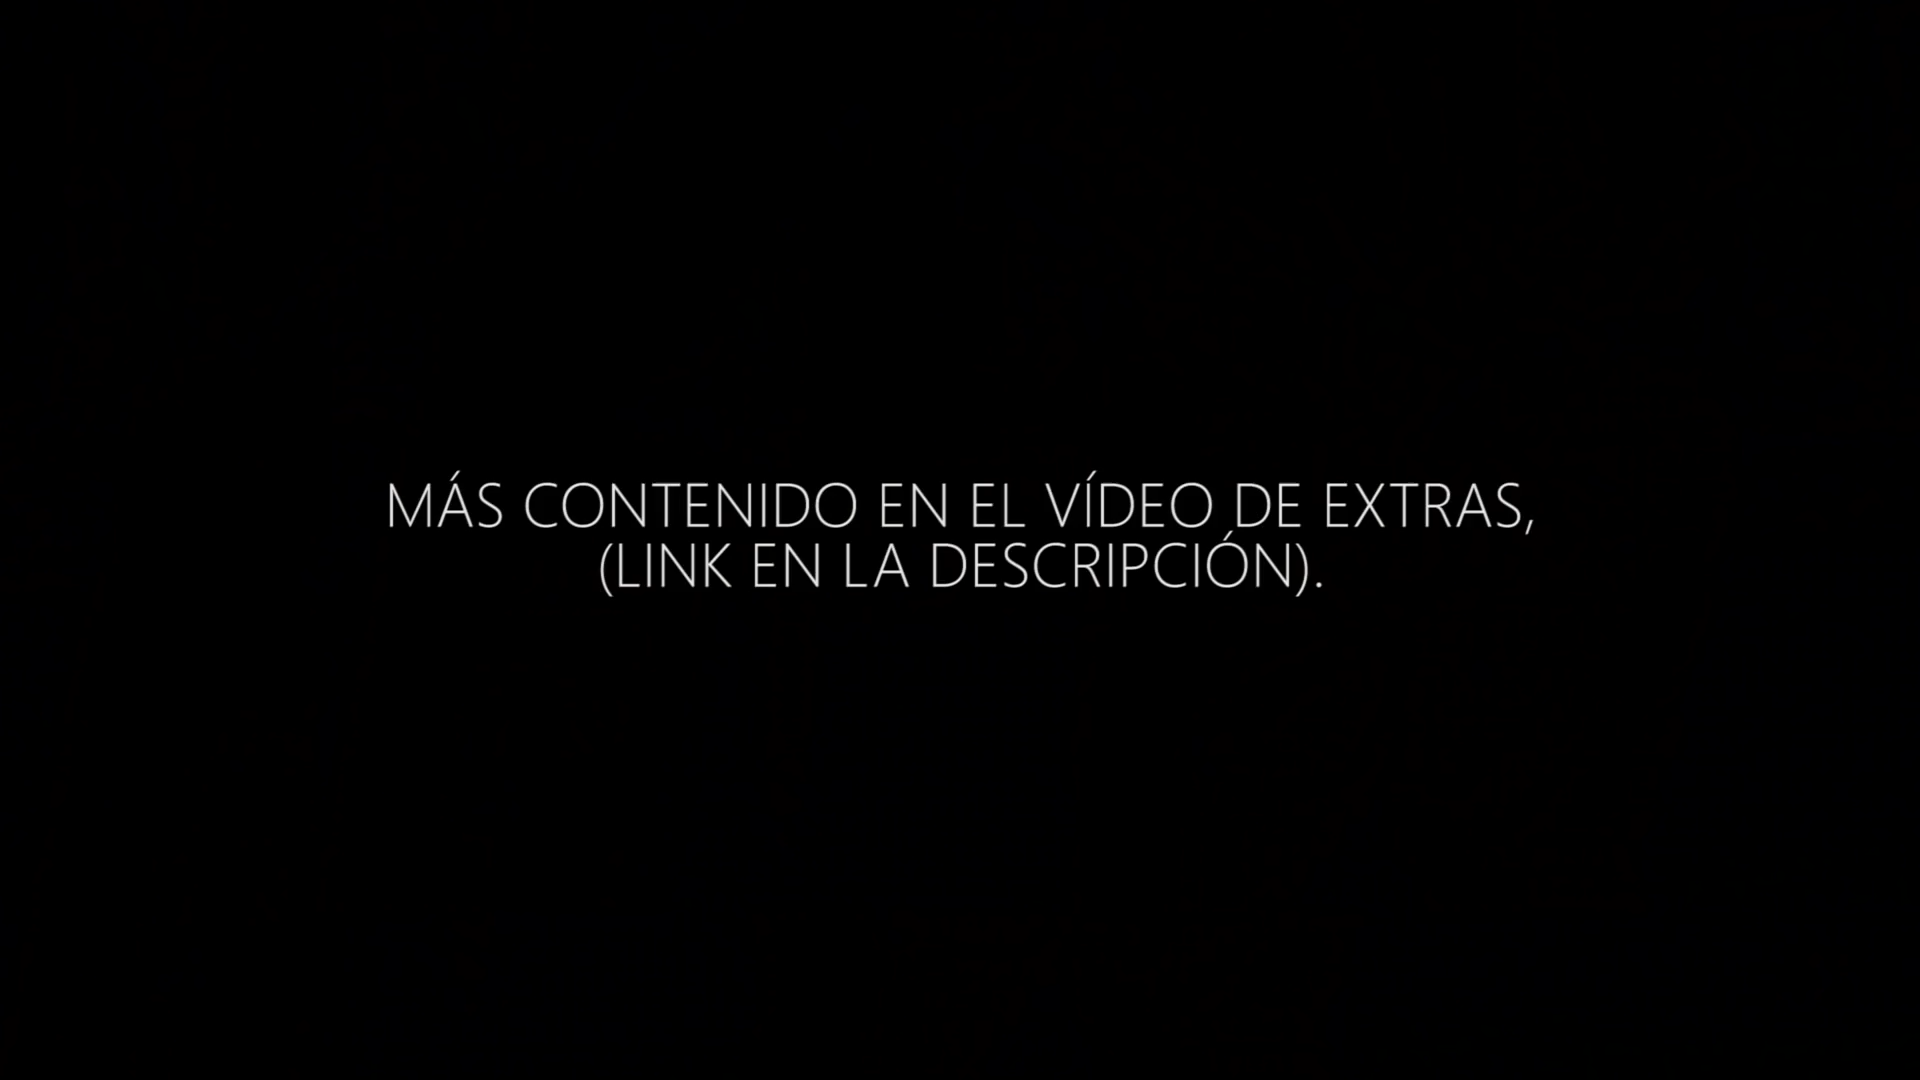 MÁS CONTENIDO EN EL VÍDEO DE EXTRAS,
(LINK EN LA DESCRIPCIÓN).